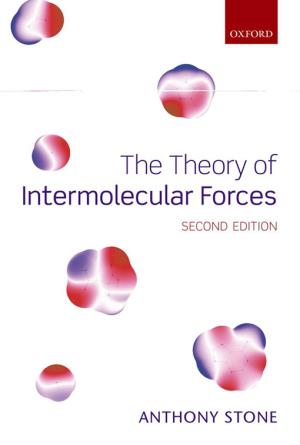 OXFORD
The Theory of
Intermolecular Forces
SECOND EDITION
ANTHONY STONE